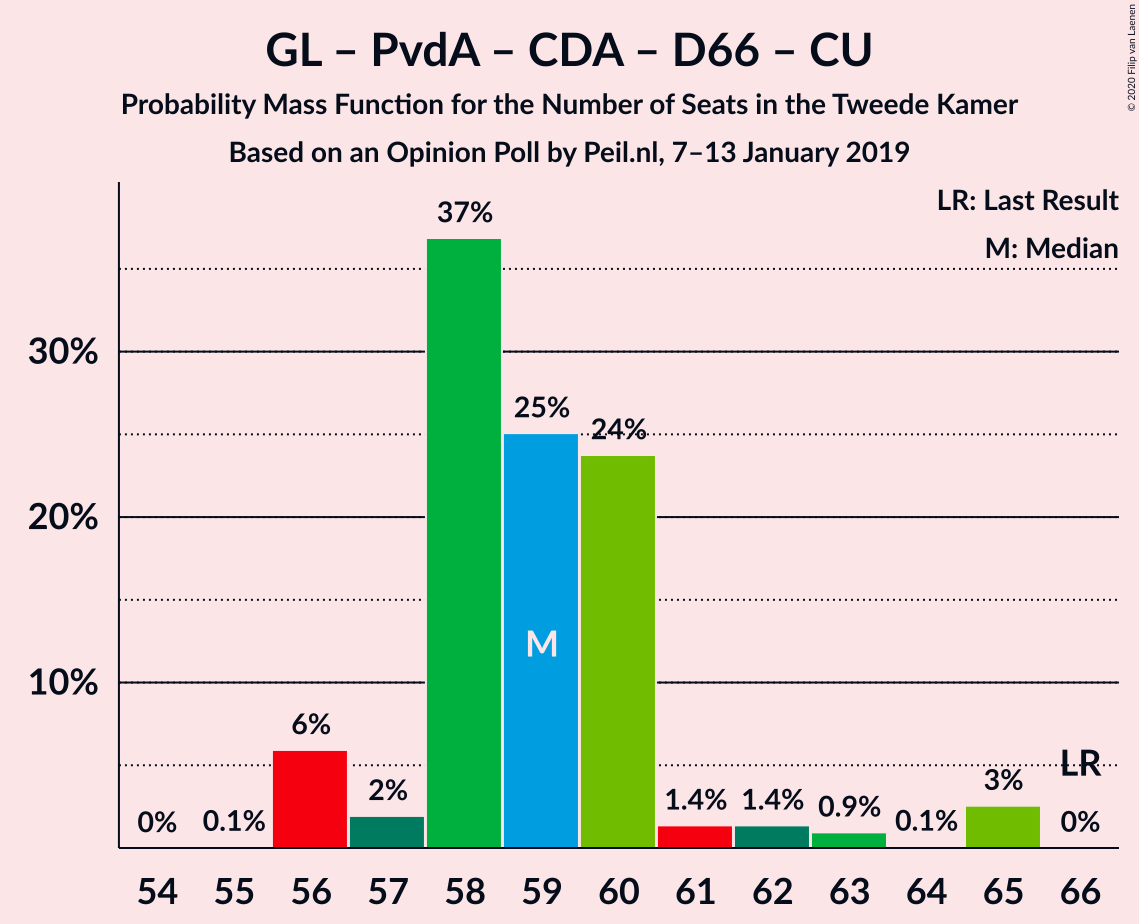 GL – PvdA – CDA – D66 – CU
Probability Mass Function for the Number of Seats in the Tweede Kamer
Based on an Opinion Poll by Peil.nl, 7–13 January 2019
© 2020 Filip van Laenen
LR: Last Result
M: Median
30%
20%
10%
0%
0.1%
6%
2%
37%
25%
24%
1.4%
1.4%
0.9%
0.1%
3%
0%
M
LR
54 55 56 57 58 59 60 61 62 63 64 65 66